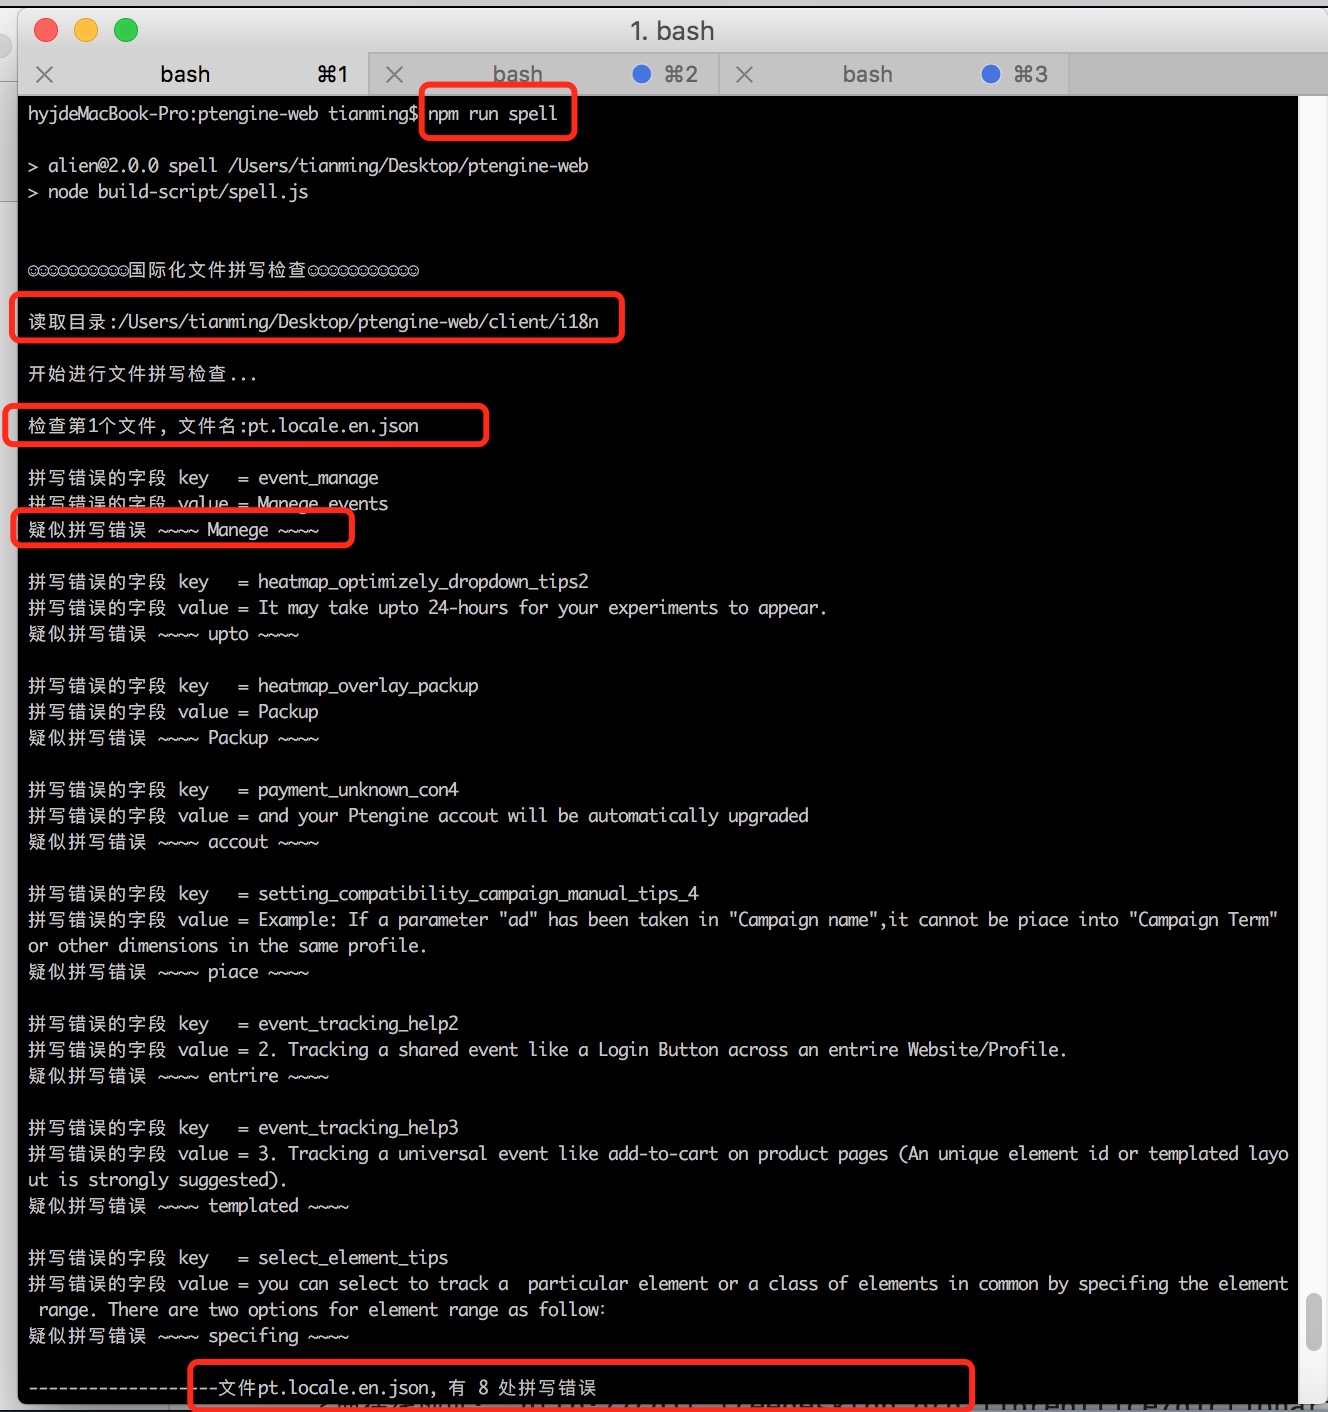 1. bash
bash ⌘1 bash ⌘2 bash ⌘3
hyjdeMacBook-Pro:ptengine-web tianming$ npm run spell
> alien@2.0.0 spell /Users/tianming/Desktop/ptengine-web
> node build-script/spell.js
☺☺☺☺☺☺☺☺☺☺国际化文件拼写检查☺☺☺☺☺☺☺☺☺☺☺
读取目录:/Users/tianming/Desktop/ptengine-web/client/i18n
开始进行文件拼写检查...
检查第1个文件, 文件名:pt.locale.en.json
拼写错误的字段 key   = event_manage
拼写错误的字段 value = Manege events
疑似拼写错误 ~~~~ Manege ~~~~
拼写错误的字段 key   = heatmap_optimizely_dropdown_tips2
拼写错误的字段 value = It may take upto 24-hours for your experiments to appear.
疑似拼写错误 ~~~~ upto ~~~~
拼写错误的字段 key   = heatmap_overlay_packup
拼写错误的字段 value = Packup
疑似拼写错误 ~~~~ Packup ~~~~
拼写错误的字段 key   = payment_unknown_con4
拼写错误的字段 value = and your Ptengine accout will be automatically upgraded
疑似拼写错误 ~~~~ accout ~~~~
拼写错误的字段 key   = setting_compatibility_campaign_manual_tips_4
拼写错误的字段 value = Example: If a parameter "ad" has been taken in "Campaign name",it cannot be piace into "Campaign Term"
or other dimensions in the same profile.
疑似拼写错误 ~~~~ piace ~~~~
拼写错误的字段 key   = event_tracking_help2
拼写错误的字段 value = 2. Tracking a shared event like a Login Button across an entrire Website/Profile.
疑似拼写错误 ~~~~ entrire ~~~~
拼写错误的字段 key   = event_tracking_help3
拼写错误的字段 value = 3. Tracking a universal event like add-to-cart on product pages (An unique element id or templated layo
ut is strongly suggested).
疑似拼写错误 ~~~~ templated ~~~~
拼写错误的字段 key   = select_element_tips
拼写错误的字段 value = you can select to track a  particular element or a class of elements in common by specifing the element
range. There are two options for element range as follow:
疑似拼写错误 ~~~~ specifing ~~~~
-------------------文件pt.locale.en.json, 有 8 处拼写错误